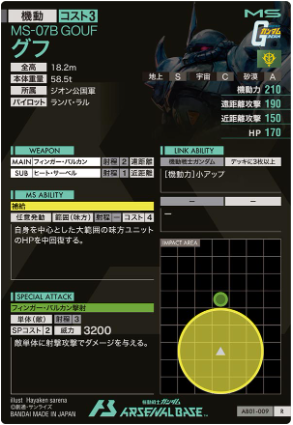 機動 コスト3
MS-07B GOUF
グフ
全高 18.2m
本体重量 58.5t
所属 ジオン公国軍
パイロット ランバ・ラル
MS
ガンダム
地上 S 宇宙 C 砂漠 A
機動力 210
遠距離攻撃 190
近距離攻撃 150
HP 170
WEAPON
MAIN フィンガー・バルカン 射程 2 遠距離
SUB ヒート・サーベル 射程 1 近距離
LINK ABILITY
機動戦士ガンダム デッキに3枚以上
[機動力]小アップ
MS ABILITY
補給
任意発動 範囲(味方) 射程 ー コスト 4
自身を中心とした大範囲の味方ユニット
のHPを中回復する。
— —
—
IMPACT AREA
SPECIAL ATTACK
フィンガー・バルカン撃射
単体(敵) 射程 3
SPコスト 2 威力 3200
敵単体に射撃攻撃でダメージを与える。
illust Hayaken sarena
©創通・サンライズ
BANDAI MADE IN JAPAN
機動戦士ガンダム
ARSENAL BASE
AB01-009 R